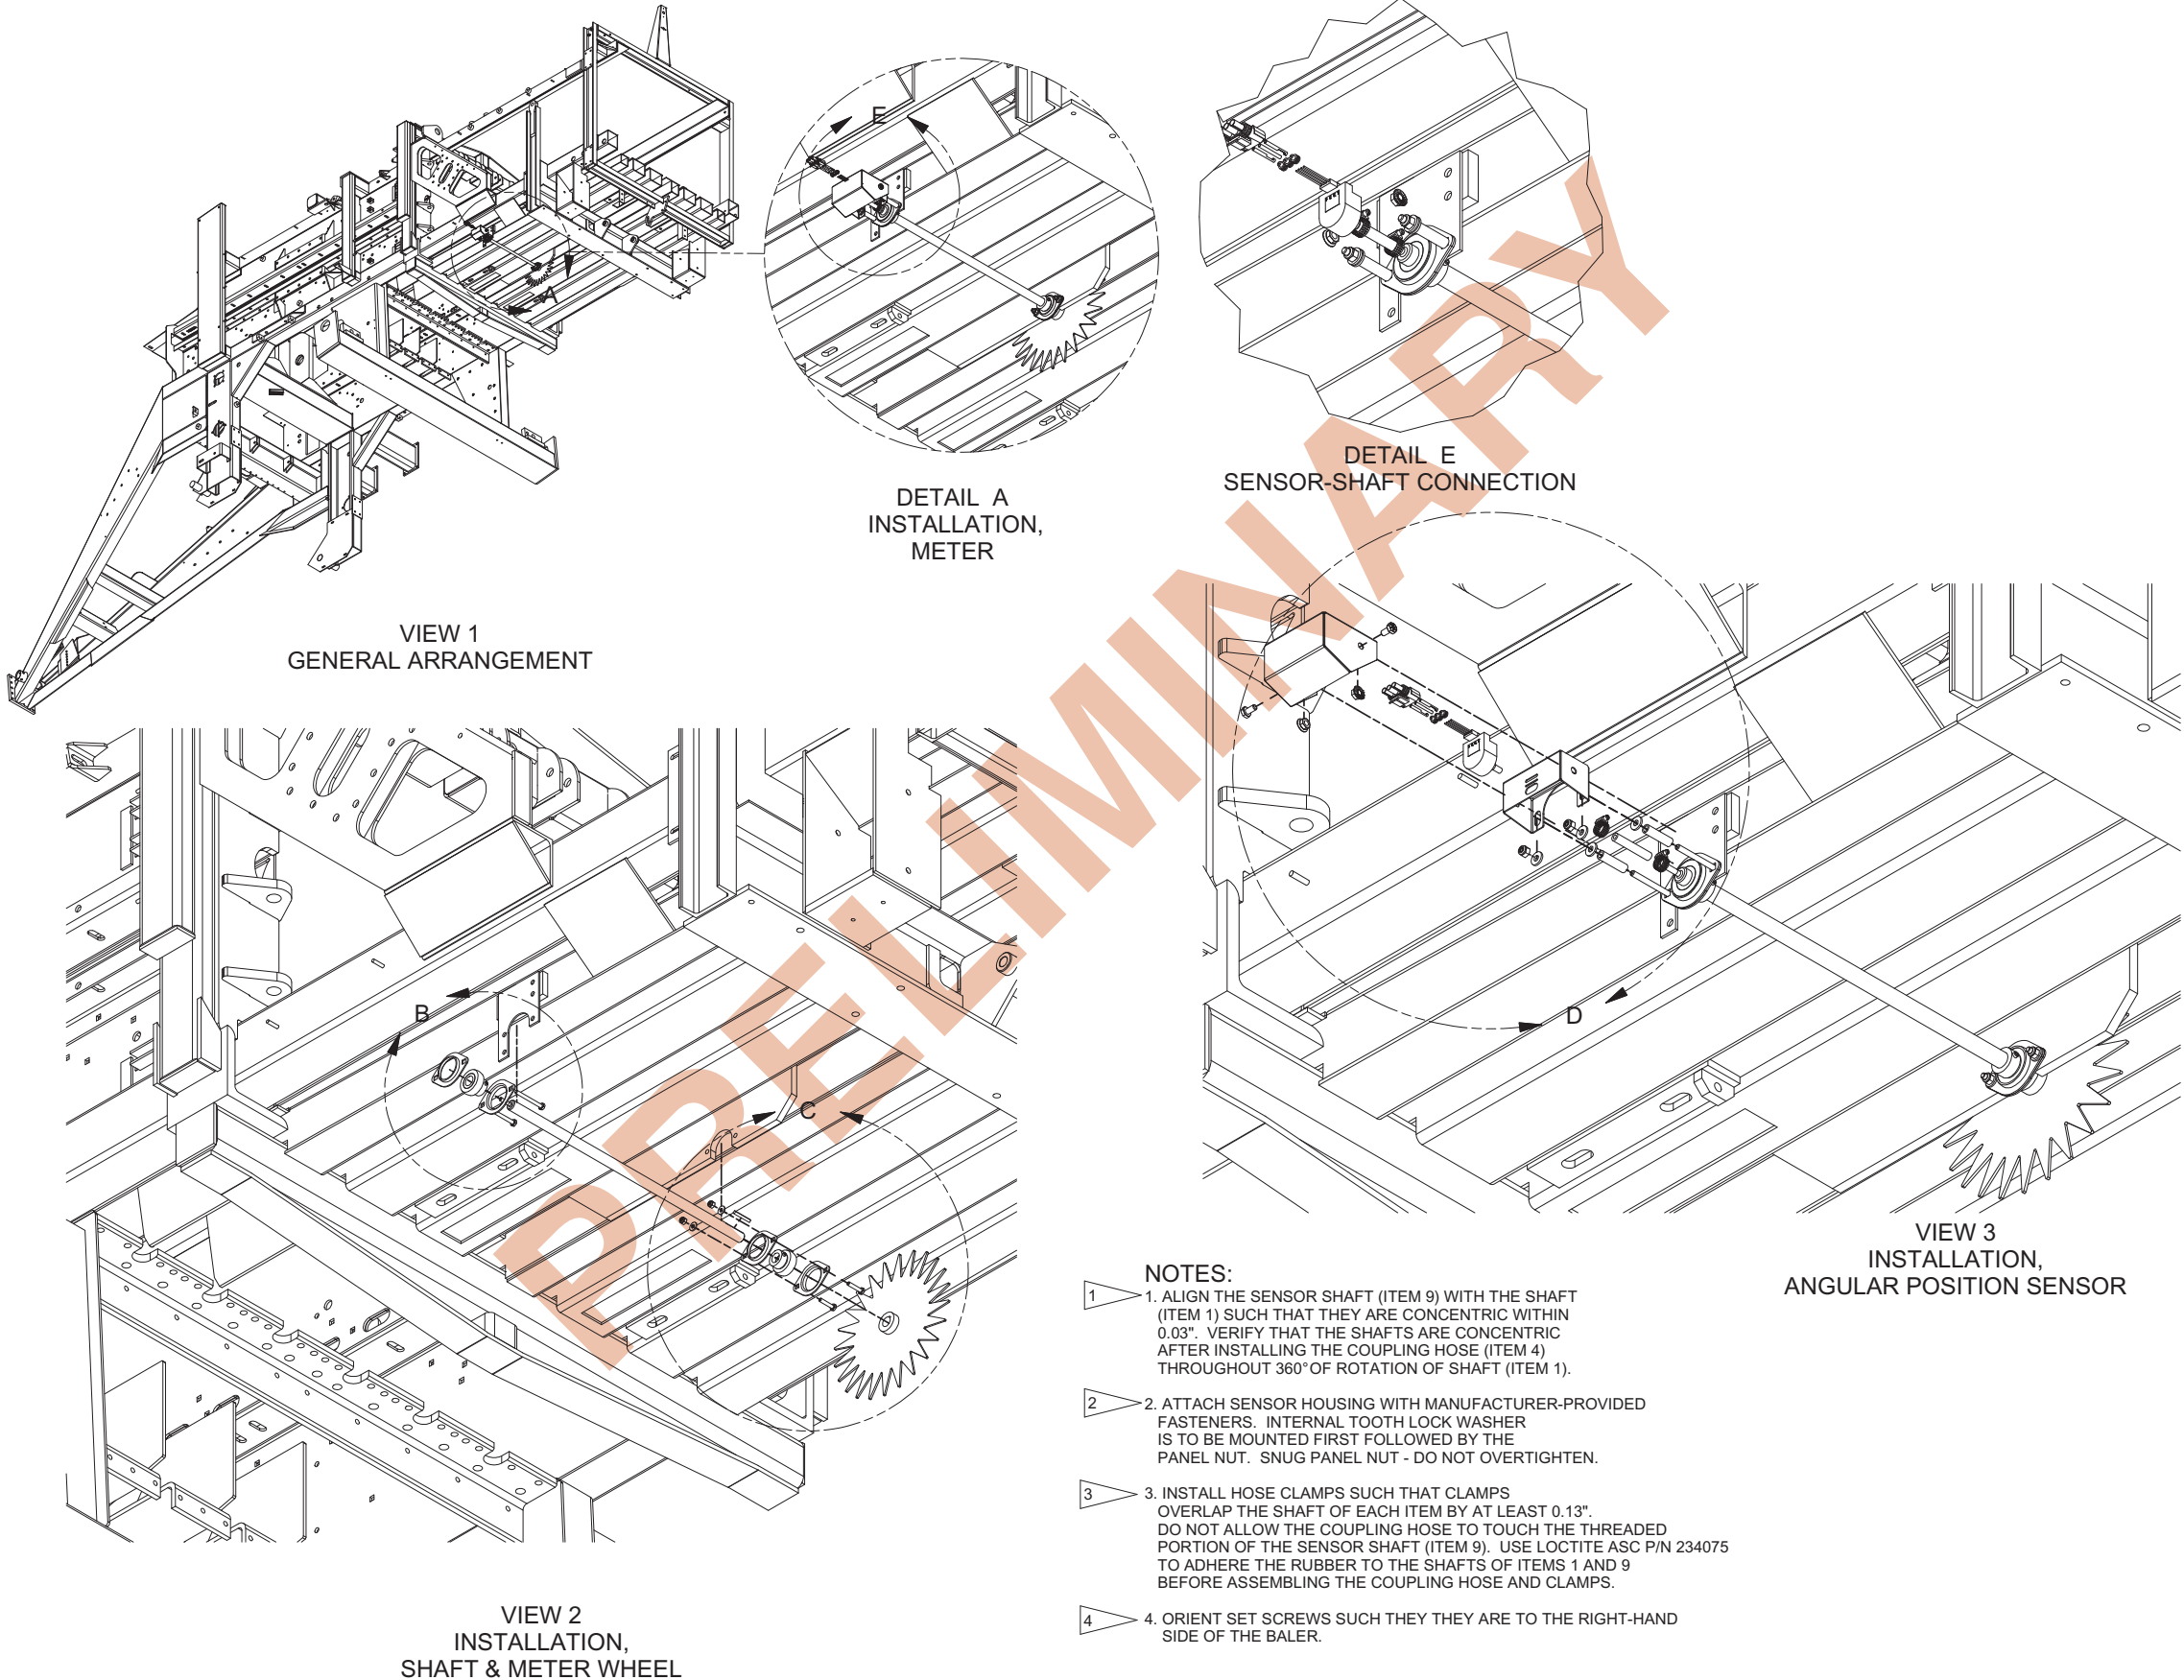 E
A
DETAIL A
INSTALLATION,
METER
DETAIL E
SENSOR-SHAFT CONNECTION
VIEW 1
GENERAL ARRANGEMENT
PRELIMINARY
B
C
D
VIEW 2
INSTALLATION,
SHAFT & METER WHEEL
VIEW 3
INSTALLATION,
ANGULAR POSITION SENSOR
NOTES:
1 1. ALIGN THE SENSOR SHAFT (ITEM 9) WITH THE SHAFT
(ITEM 1) SUCH THAT THEY ARE CONCENTRIC WITHIN
0.03". VERIFY THAT THE SHAFTS ARE CONCENTRIC
AFTER INSTALLING THE COUPLING HOSE (ITEM 4)
THROUGHOUT 360° OF ROTATION OF SHAFT (ITEM 1).
2 2. ATTACH SENSOR HOUSING WITH MANUFACTURER-PROVIDED
FASTENERS. INTERNAL TOOTH LOCK WASHER
IS TO BE MOUNTED FIRST FOLLOWED BY THE
PANEL NUT. SNUG PANEL NUT - DO NOT OVERTIGHTEN.
3 3. INSTALL HOSE CLAMPS SUCH THAT CLAMPS
OVERLAP THE SHAFT OF EACH ITEM BY AT LEAST 0.13".
DO NOT ALLOW THE COUPLING HOSE TO TOUCH THE THREADED
PORTION OF THE SENSOR SHAFT (ITEM 9). USE LOCTITE ASC P/N 234075
TO ADHERE THE RUBBER TO THE SHAFTS OF ITEMS 1 AND 9
BEFORE ASSEMBLING THE COUPLING HOSE AND CLAMPS.
4 4. ORIENT SET SCREWS SUCH THEY THEY ARE TO THE RIGHT-HAND
SIDE OF THE BALER.